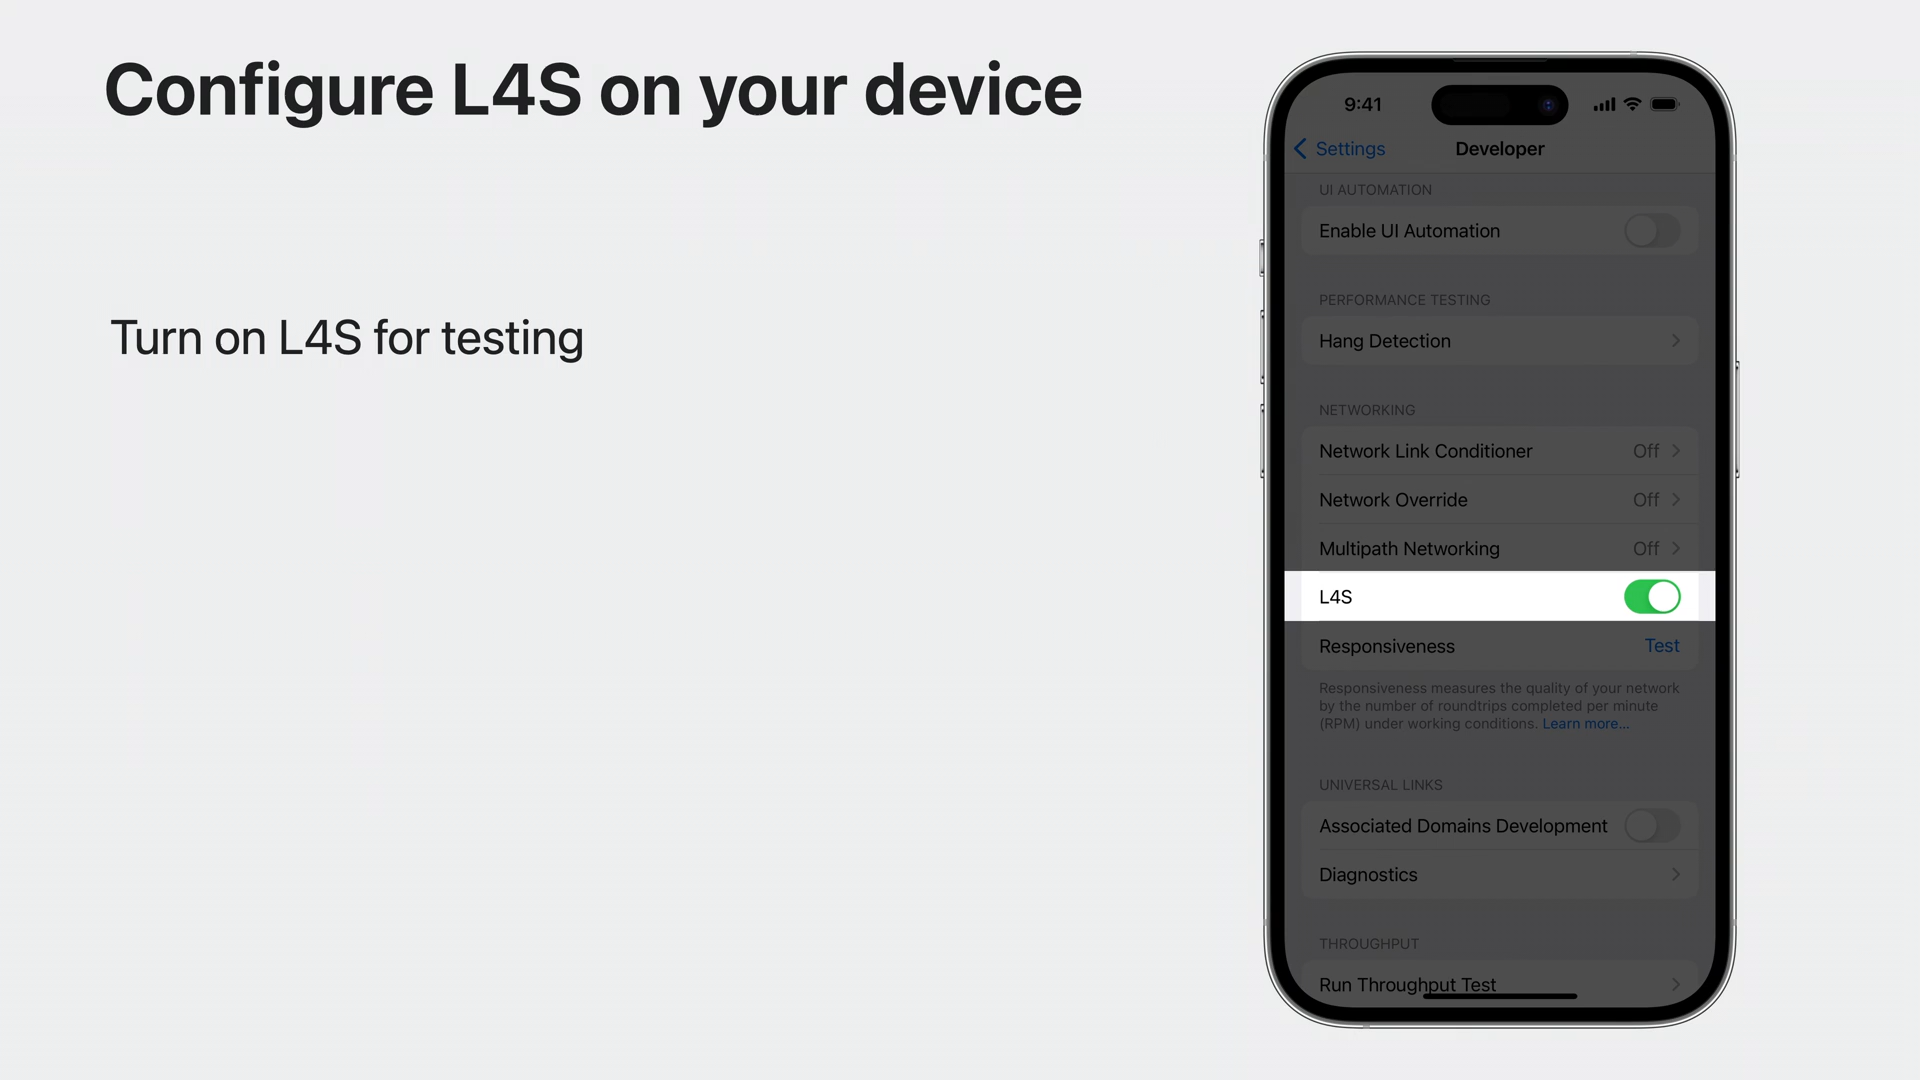 Configure L4S on your device
Turn on L4S for testing
9:41
Settings
Developer
UI AUTOMATION
Enable UI Automation
PERFORMANCE TESTING
Hang Detection
NETWORKING
Network Link Conditioner Off
Network Override Off
Multipath Networking Off
L4S
Responsiveness Test
Responsiveness measures the quality of your network
by the number of roundtrips completed per minute
(RPM) under working conditions. Learn more...
UNIVERSAL LINKS
Associated Domains Development
Diagnostics
THROUGHPUT
Run Throughput Test